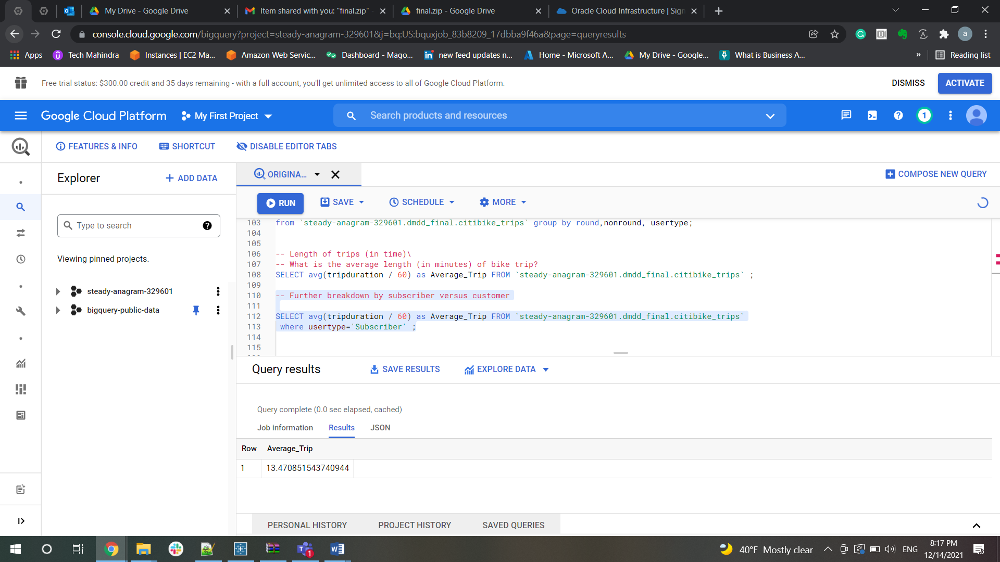 My Drive - Google Drive
Item shared with you: "final.zip"
final.zip - Google Drive
Oracle Cloud Infrastructure | Sign
console.cloud.google.com/bigquery?project=steady-anagram-329601&j=bq:US:bquxjob_83b8209_17dbba9f46a&page=queryresults
a
Apps
Tech Mahindra
Instances | EC2 Ma...
Amazon Web Servic...
Dashboard - Mago...
new feed updates n...
Home - Microsoft A...
My Drive - Google...
What is Business A...
»
Reading list
Free trial status: $300.00 credit and 35 days remaining - with a full account, you'll get unlimited access to all of Google Cloud Platform.
DISMISS
ACTIVATE
Google Cloud Platform
My First Project
Search products and resources
1
FEATURES & INFO
SHORTCUT
DISABLE EDITOR TABS
Explorer
+ ADD DATA
ORIGINA...
COMPOSE NEW QUERY
RUN
SAVE
SCHEDULE
MORE
Type to search
Viewing pinned projects.
steady-anagram-329601
bigquery-public-data
103 from `steady-anagram-329601.dmdd_final.citibike_trips` group by round,nonround, usertype;
104
105
106 -- Length of trips (in time)\
107 -- What is the average length (in minutes) of bike trip?
108 SELECT avg(tripduration / 60) as Average_Trip FROM `steady-anagram-329601.dmdd_final.citibike_trips` ;
109
110 -- Further breakdown by subscriber versus customer
111
112 SELECT avg(tripduration / 60) as Average_Trip FROM `steady-anagram-329601.dmdd_final.citibike_trips`
113 where usertype='Subscriber' ;
114
115
Query results
SAVE RESULTS
EXPLORE DATA
Query complete (0.0 sec elapsed, cached)
Job information
Results
JSON
Row Average_Trip
1 13.470851543740944
PERSONAL HISTORY
PROJECT HISTORY
SAVED QUERIES
1
40°F Mostly clear
ENG
8:17 PM
12/14/2021